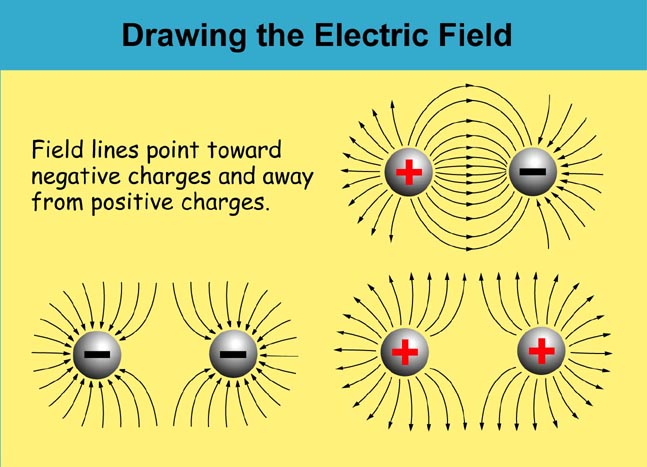 Drawing the Electric Field
Field lines point toward
negative charges and away
from positive charges.
+ −
− −
+ +